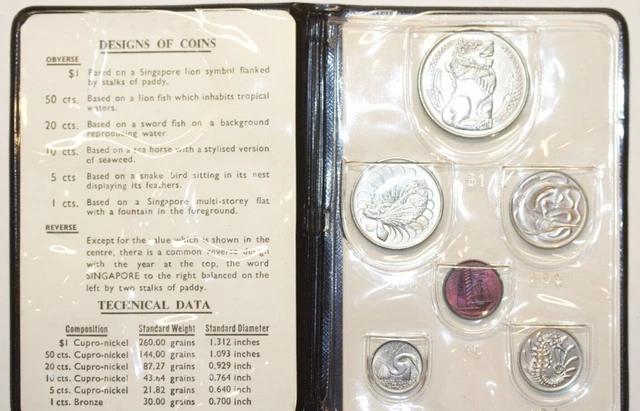 DESIGNS OF COINS
OBVERSE
$1 Based on a Singapore lion symbol flanked
by stalks of paddy.
50 cts. Based on a lion fish which inhabits tropical
waters.
20 cts. Based on a sword fish on a background
reproducing water
10 cts. Based on a sea horse with a stylised version
of seaweed.
5 cts Based on a snake bird sitting in its nest
displaying its feathers.
1 cts. Based on a Singapore multi-storey flat
with a fountain in the foreground.
REVERSE
Except for the value which is shown in the
centre, there is a common reverse design
with the year at the top, the word
SINGAPORE to the right balanced on the
left by two stalks of paddy.
TECHNICAL DATA
Composition Standard Weight Standard Diameter
$1 Cupro-nickel 260.00 grains 1.312 inches
50 cts. Cupro-nickel 144.00 grains 1.093 inches
20 cts. Cupro-nickel 87.27 grains 0.929 inch
10 cts. Cupro-nickel 43.64 grains 0.764 inch
5 cts. Cupro-nickel 21.82 grains 0.640 inch
1 cts. Bronze 30.00 grains 0.700 inch
$1